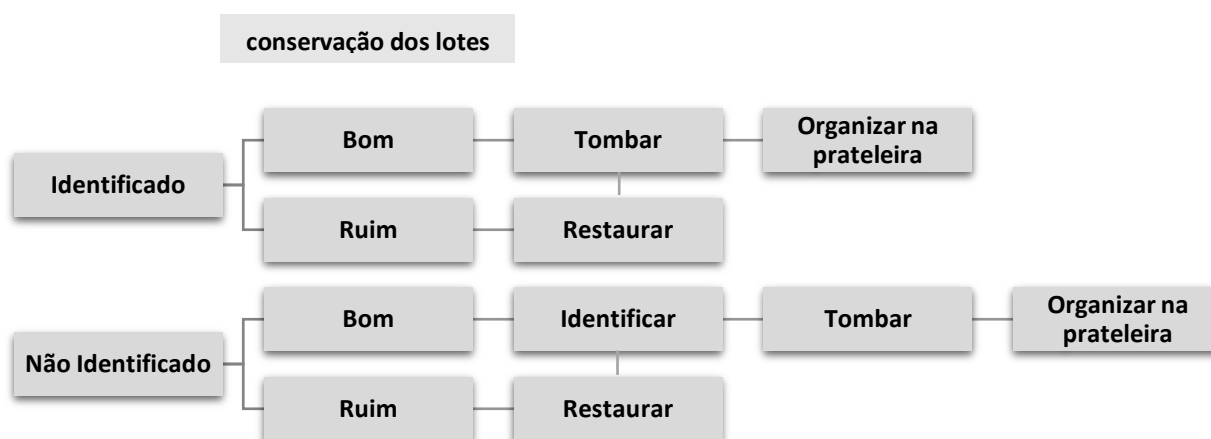 conservação dos lotes
Bom
Tombar
Organizar na
prateleira
Identificado
Ruim
Restaurar
Bom
Identificar
Tombar
Organizar na
prateleira
Não Identificado
Ruim
Restaurar